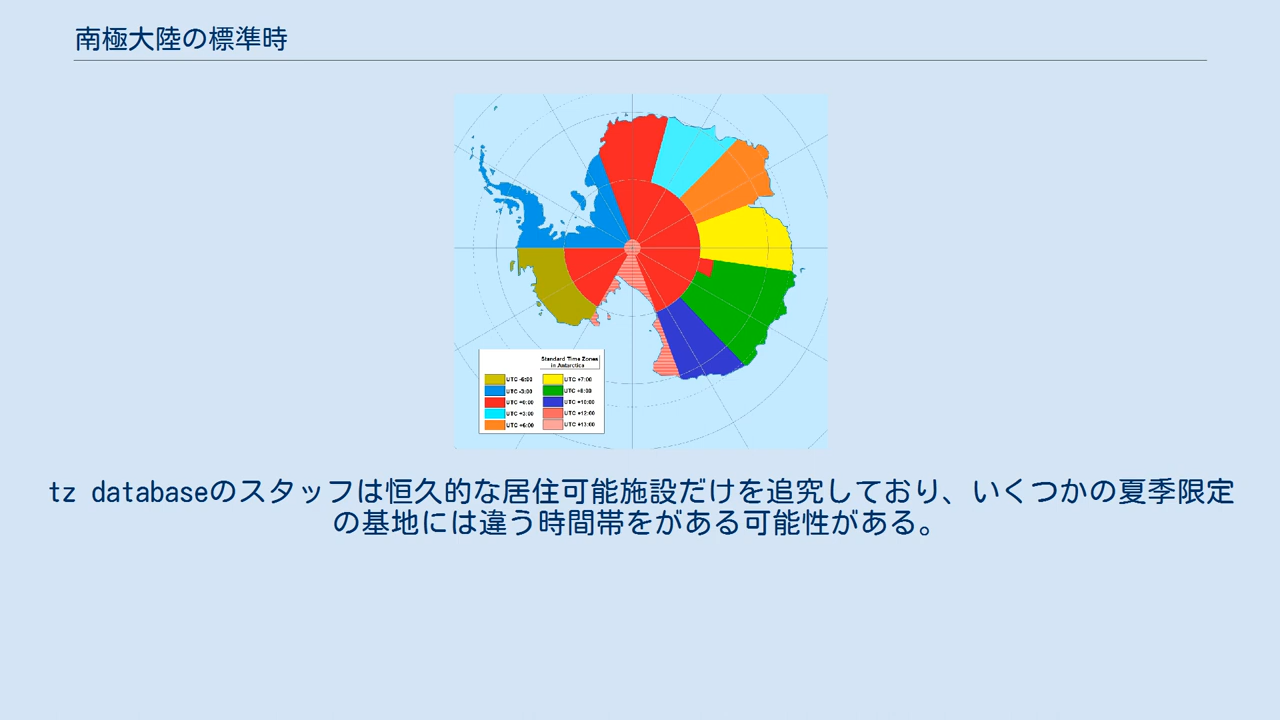 南極大陸の標準時
Standard Time Zones
in Antarctica
UTC -6:00
UTC -3:00
UTC +0:00
UTC +3:00
UTC +6:00
UTC +7:00
UTC +8:00
UTC +10:00
UTC +12:00
UTC +13:00
tz databaseのスタッフは恒久的な居住可能施設だけを追究しており、いくつかの夏季限定
の基地には違う時間帯をがある可能性がある。